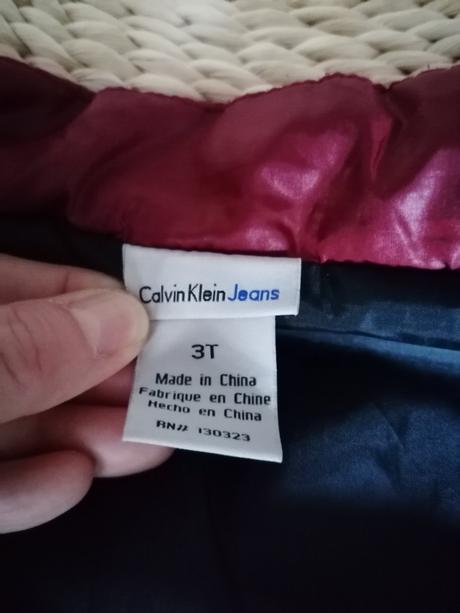 Calvin Klein Jeans
3T
Made in China
Fabrique en Chine
Hecho en China
RN# 130323